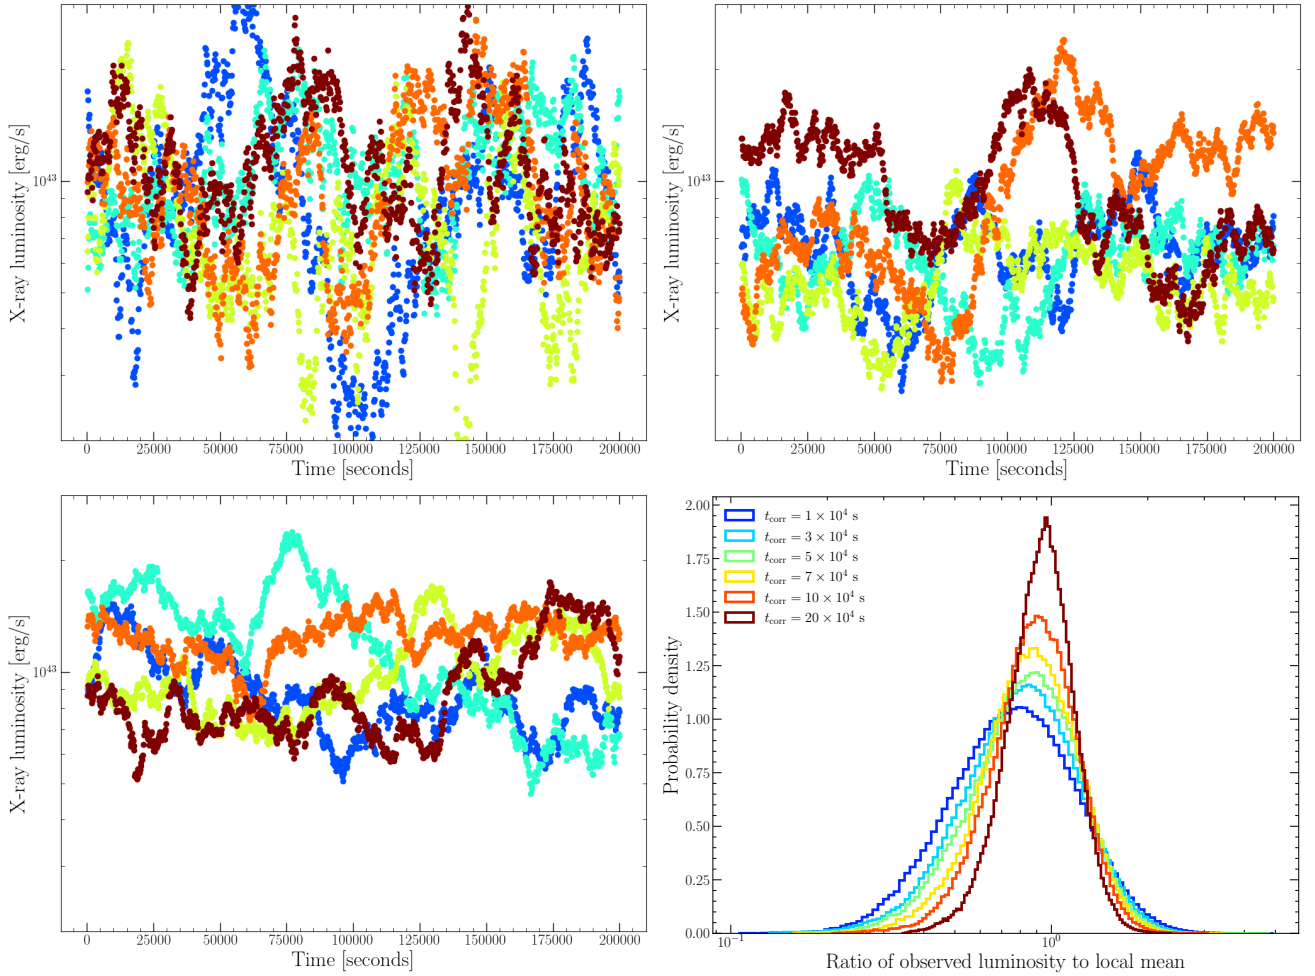 X-ray luminosity [erg/s]
10^43
0 25000 50000 75000 100000 125000 150000 175000 200000
Time [seconds]
X-ray luminosity [erg/s]
10^43
0 25000 50000 75000 100000 125000 150000 175000 200000
Time [seconds]
X-ray luminosity [erg/s]
10^43
0 25000 50000 75000 100000 125000 150000 175000 200000
Time [seconds]
Probability density
2.00
1.75
1.50
1.25
1.00
0.75
0.50
0.25
0.00
t_corr = 1 × 10^4 s
t_corr = 3 × 10^4 s
t_corr = 5 × 10^4 s
t_corr = 7 × 10^4 s
t_corr = 10 × 10^4 s
t_corr = 20 × 10^4 s
10^−1 10^0
Ratio of observed luminosity to local mean